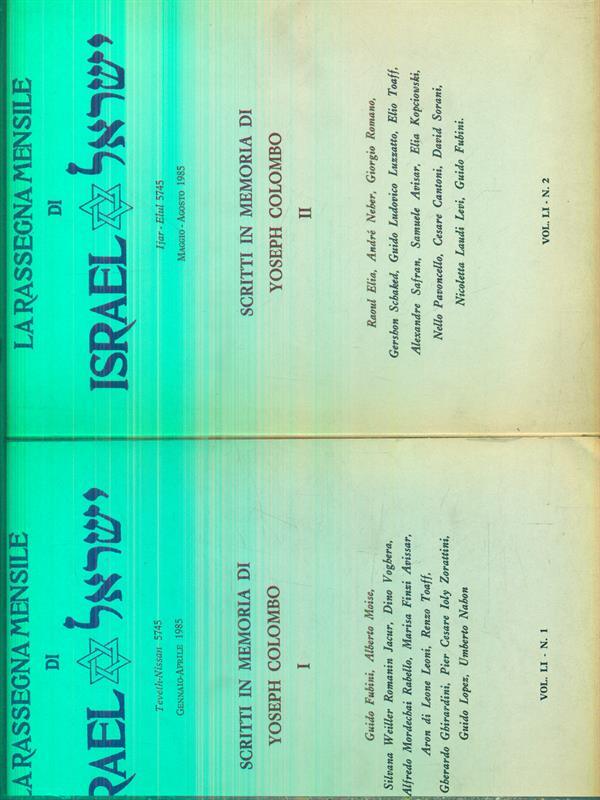 LA RASSEGNA MENSILE
DI
ISRAEL ישראל
Ijar - Elul 5745
MAGGIO - AGOSTO 1985
SCRITTI IN MEMORIA DI
YOSEPH COLOMBO
II
Raoul Elia, André Neher, Giorgio Romano,
Gershon Schaked, Guido Ludovico Luzzatto, Elio Toaff,
Alexandre Safran, Samuele Avisar, Elia Kopciowski,
Nello Pavoncello, Cesare Cantoni, David Sorani,
Nicoletta Laudi Levi, Guido Fubini.
VOL. LI - N. 2
LA RASSEGNA MENSILE
DI
RAEL ישראל
Teveth-Nissan 5745
GENNAIO-APRILE 1985
SCRITTI IN MEMORIA DI
YOSEPH COLOMBO
I
Guido Fubini, Alberto Moise,
Silvana Weiller Romanin Jacur, Dino Voghera,
Alfredo Mordechai Rabello, Marisa Finzi Avissar,
Aron di Leone Leoni, Renzo Toaff,
Gherardo Ghirardini, Pier Cesare Ioly Zorattini,
Guido Lopez, Umberto Nahon
VOL. LI - N. 1